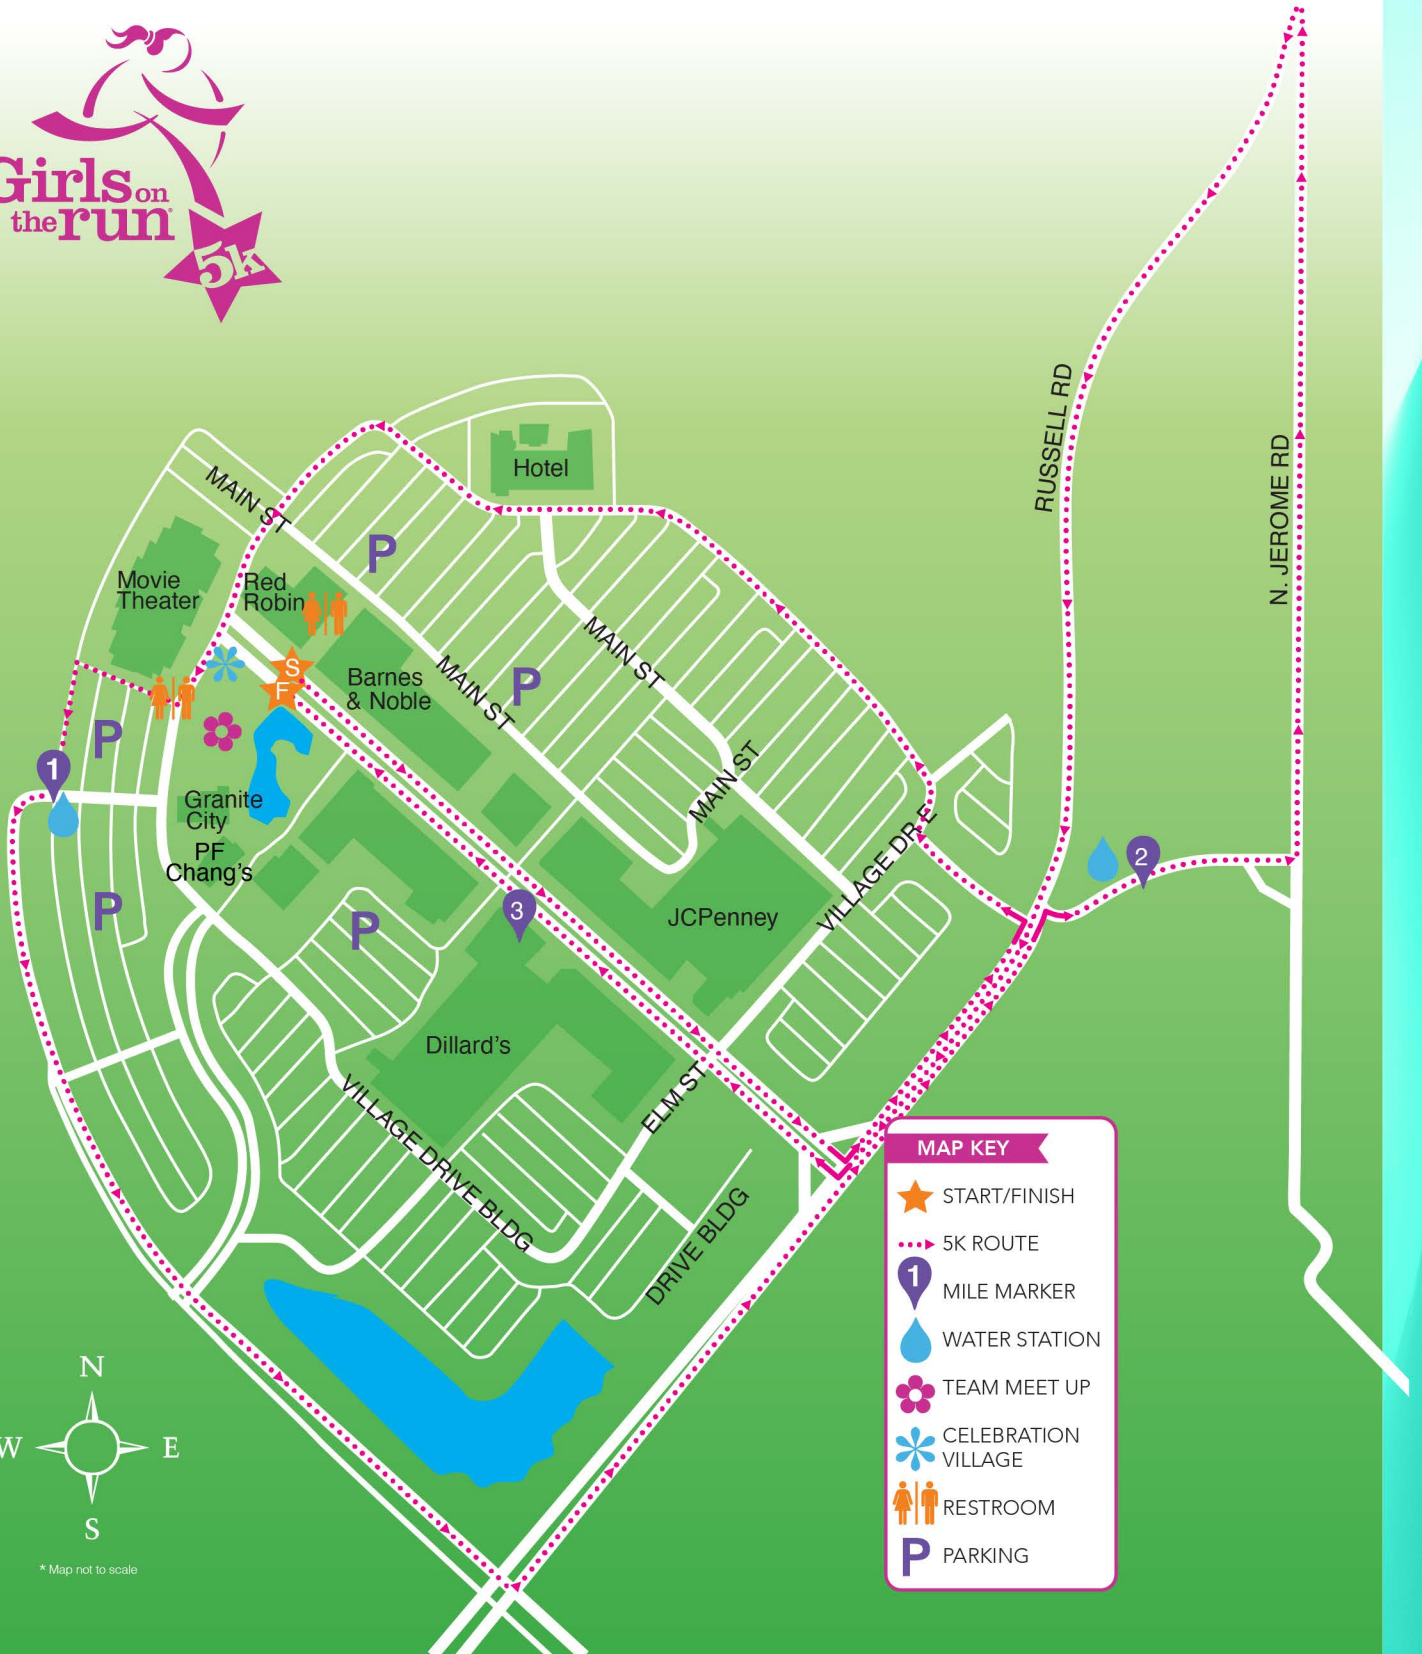 Girls on
the run
5k
Hotel
MAIN ST
Movie
Theater
Red
Robin
S
F
Barnes
& Noble
MAIN ST
MAIN ST
MAIN ST
P
P
P
P
P
1
Granite
City
PF
Chang's
3
JCPenney
VILLAGE DR E
Dillard's
ELM ST
VILLAGE DRIVE BLDG
DRIVE BLDG
RUSSELL RD
N. JEROME RD
2
MAP KEY
START/FINISH
5K ROUTE
1 MILE MARKER
WATER STATION
TEAM MEET UP
CELEBRATION
VILLAGE
RESTROOM
P PARKING
N
W E
S
* Map not to scale